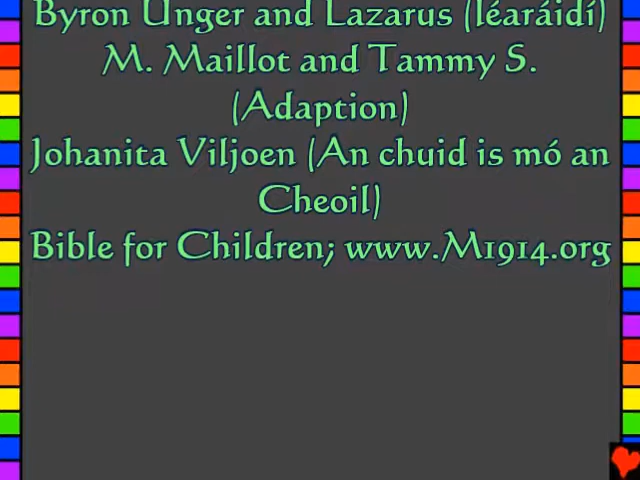 Byron Unger and Lazarus (léaráidí)
M. Maillot and Tammy S.
(Adaption)
Johanita Viljoen (An chuid is mó an
Cheoil)
Bible for Children; www.M1914.org